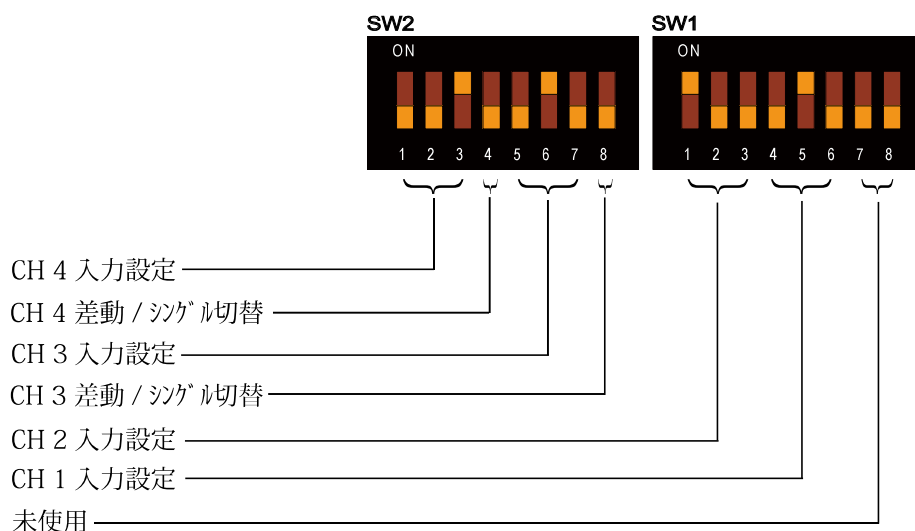 SW2 SW1
ON ON
1 2 3 4 5 6 7 8 1 2 3 4 5 6 7 8
CH 4 入力設定
CH 4 差動 / ｼﾝｸﾞﾙ切替
CH 3 入力設定
CH 3 差動 / ｼﾝｸﾞﾙ切替
CH 2 入力設定
CH 1 入力設定
未使用